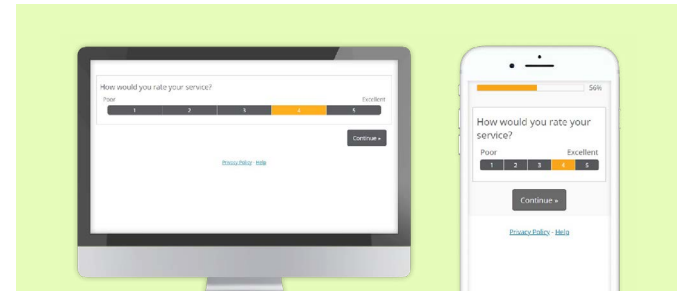 How would you rate your service?
Poor Excellent
1 2 3 4 5
Continue »
Privacy Policy - Help
56%
How would you rate your
service?
Poor Excellent
1 2 3 4 5
Continue »
Privacy Policy - Help